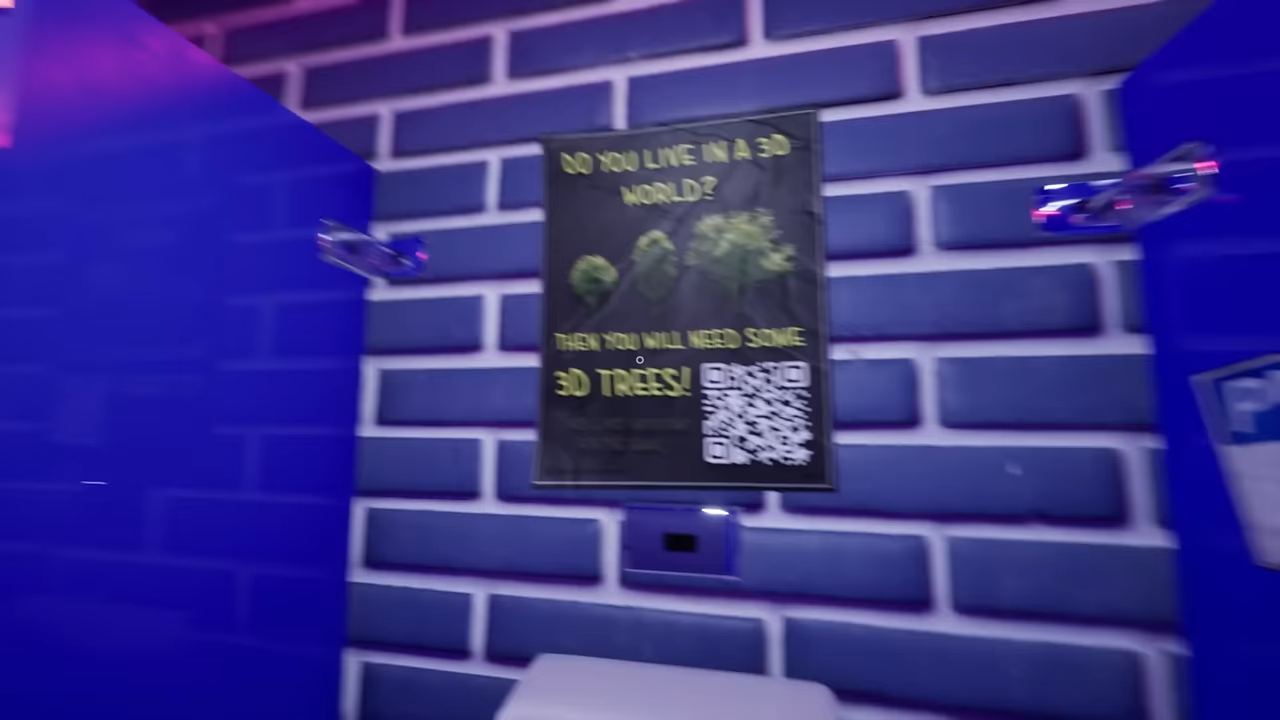 DO YOU LIVE IN A 3D
WORLD?
THEN YOU WILL NEED SOME
3D TREES!